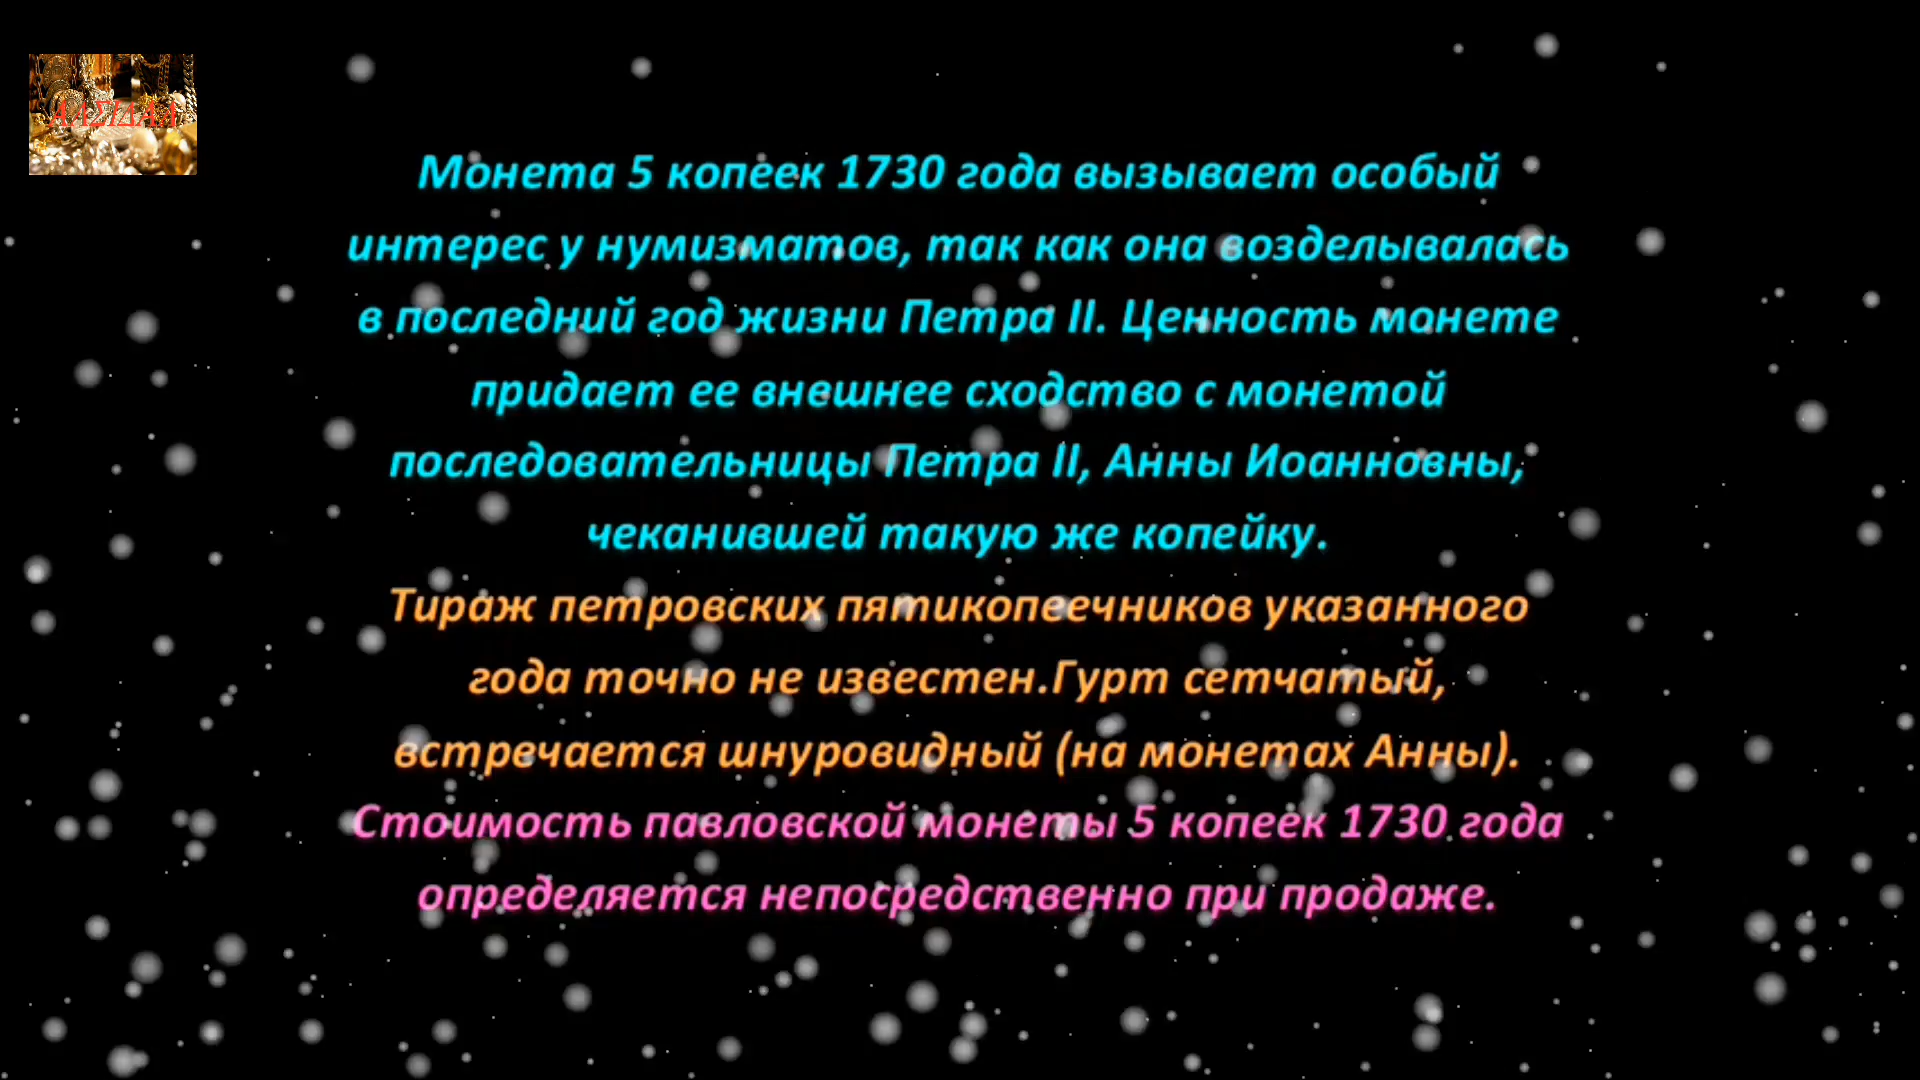 ΑΛΣΙΔΑΔ
Монета 5 копеек 1730 года вызывает особый
интерес у нумизматов, так как она возделывалась
в последний год жизни Петра II. Ценность монете
придает ее внешнее сходство с монетой
последовательницы Петра II, Анны Иоанновны,
чеканившей такую же копейку.
Тираж петровских пятикопеечников указанного
года точно не известен.Гурт сетчатый,
встречается шнуровидный (на монетах Анны).
Стоимость павловской монеты 5 копеек 1730 года
определяется непосредственно при продаже.